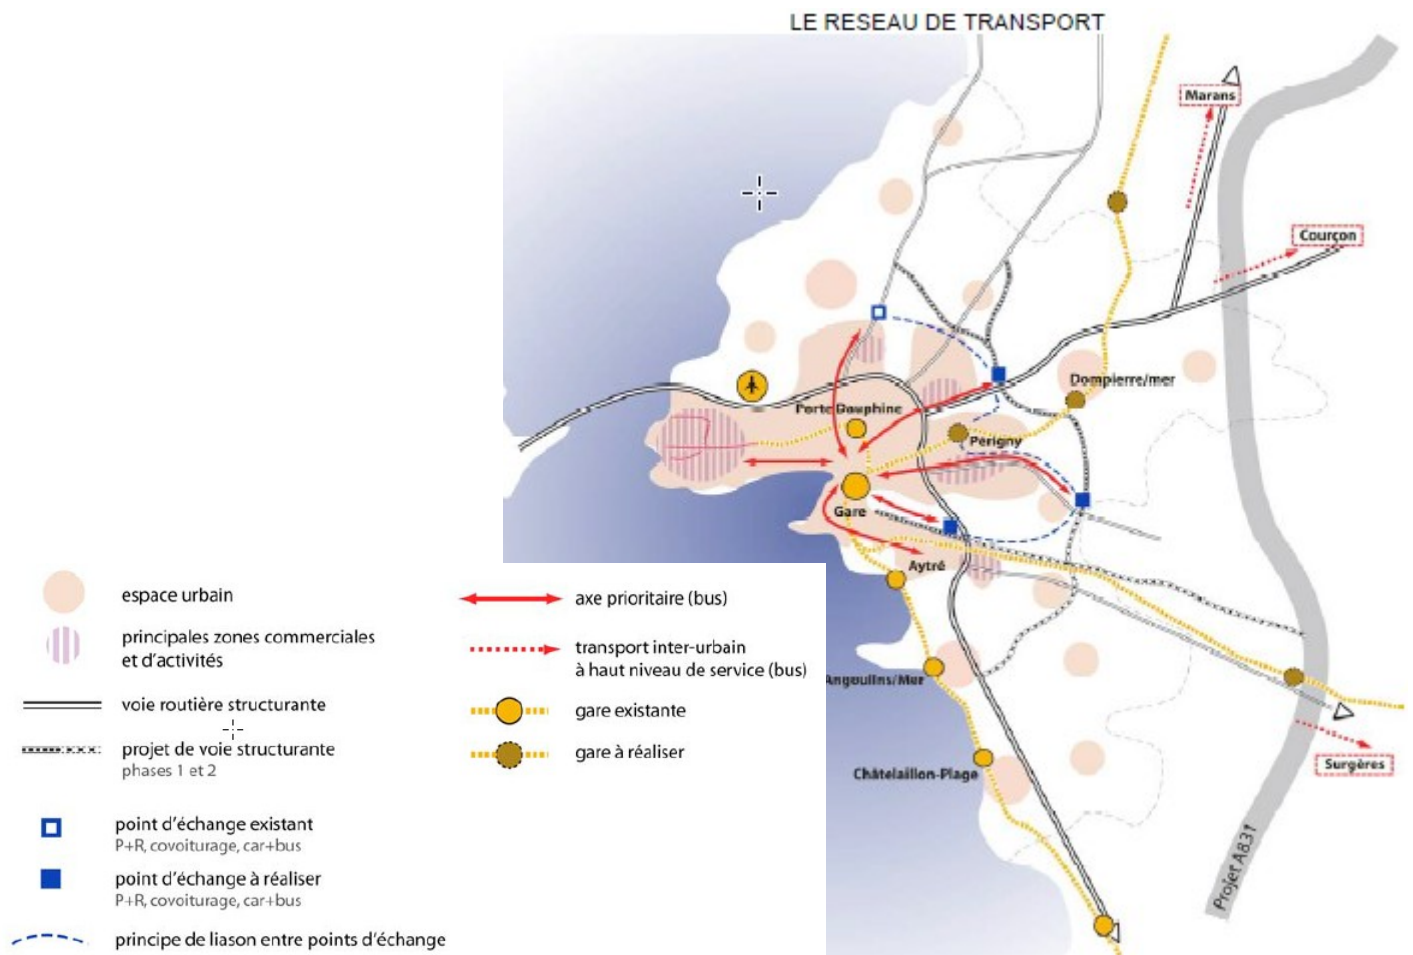 LE RESEAU DE TRANSPORT
Marans
Courçon
Dompierre/mer
Porte Dauphine
Périgny
Gare
Aytré
Angoulins/Mer
Châtelaillon-Plage
Surgères
Projet A831
espace urbain
principales zones commerciales
et d'activités
voie routière structurante
projet de voie structurante
phases 1 et 2
point d'échange existant
P+R, covoiturage, car+bus
point d'échange à réaliser
P+R, covoiturage, car+bus
principe de liason entre points d'échange
axe prioritaire (bus)
transport inter-urbain
à haut niveau de service (bus)
gare existante
gare à réaliser